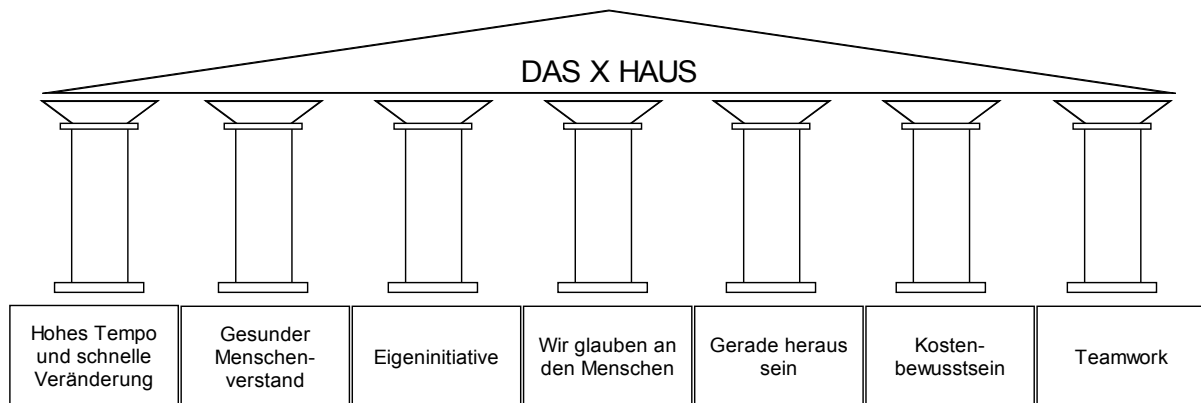 DAS X HAUS
Hohes Tempo
und schnelle
Veränderung
Gesunder
Menschen-
verstand
Eigeninitiative
Wir glauben an
den Menschen
Gerade heraus
sein
Kosten-
bewusstsein
Teamwork